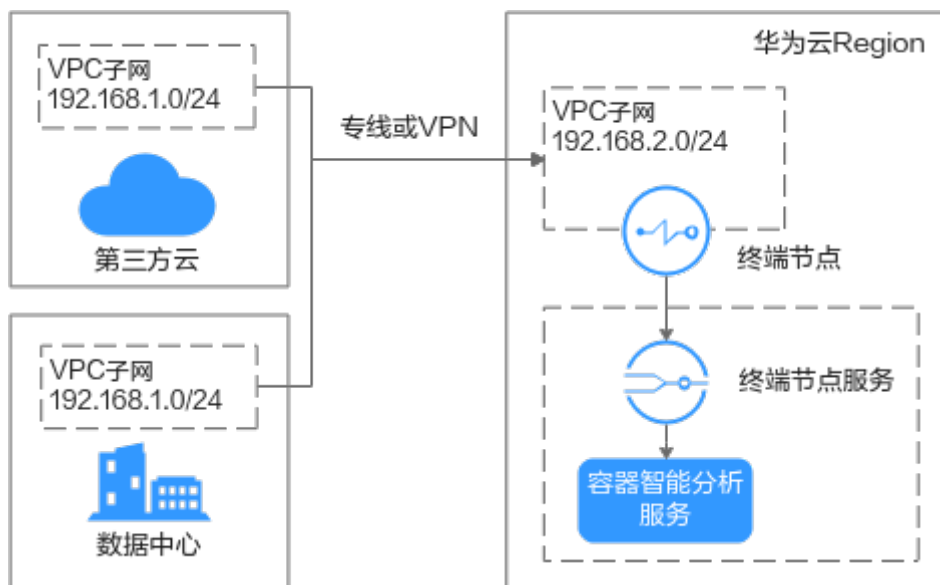 VPC子网
192.168.1.0/24
第三方云
VPC子网
192.168.1.0/24
数据中心
专线或VPN
华为云Region
VPC子网
192.168.2.0/24
终端节点
终端节点服务
容器智能分析
服务